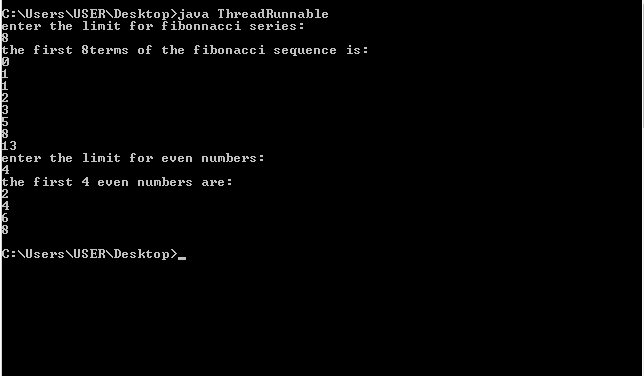 C:\Users\USER\Desktop>java ThreadRunnable
enter the limit for fibonnacci series:
8
the first 8terms of the fibonacci sequence is:
0
1
1
2
3
5
8
13
enter the limit for even numbers:
4
the first 4 even numbers are:
2
4
6
8
C:\Users\USER\Desktop>_